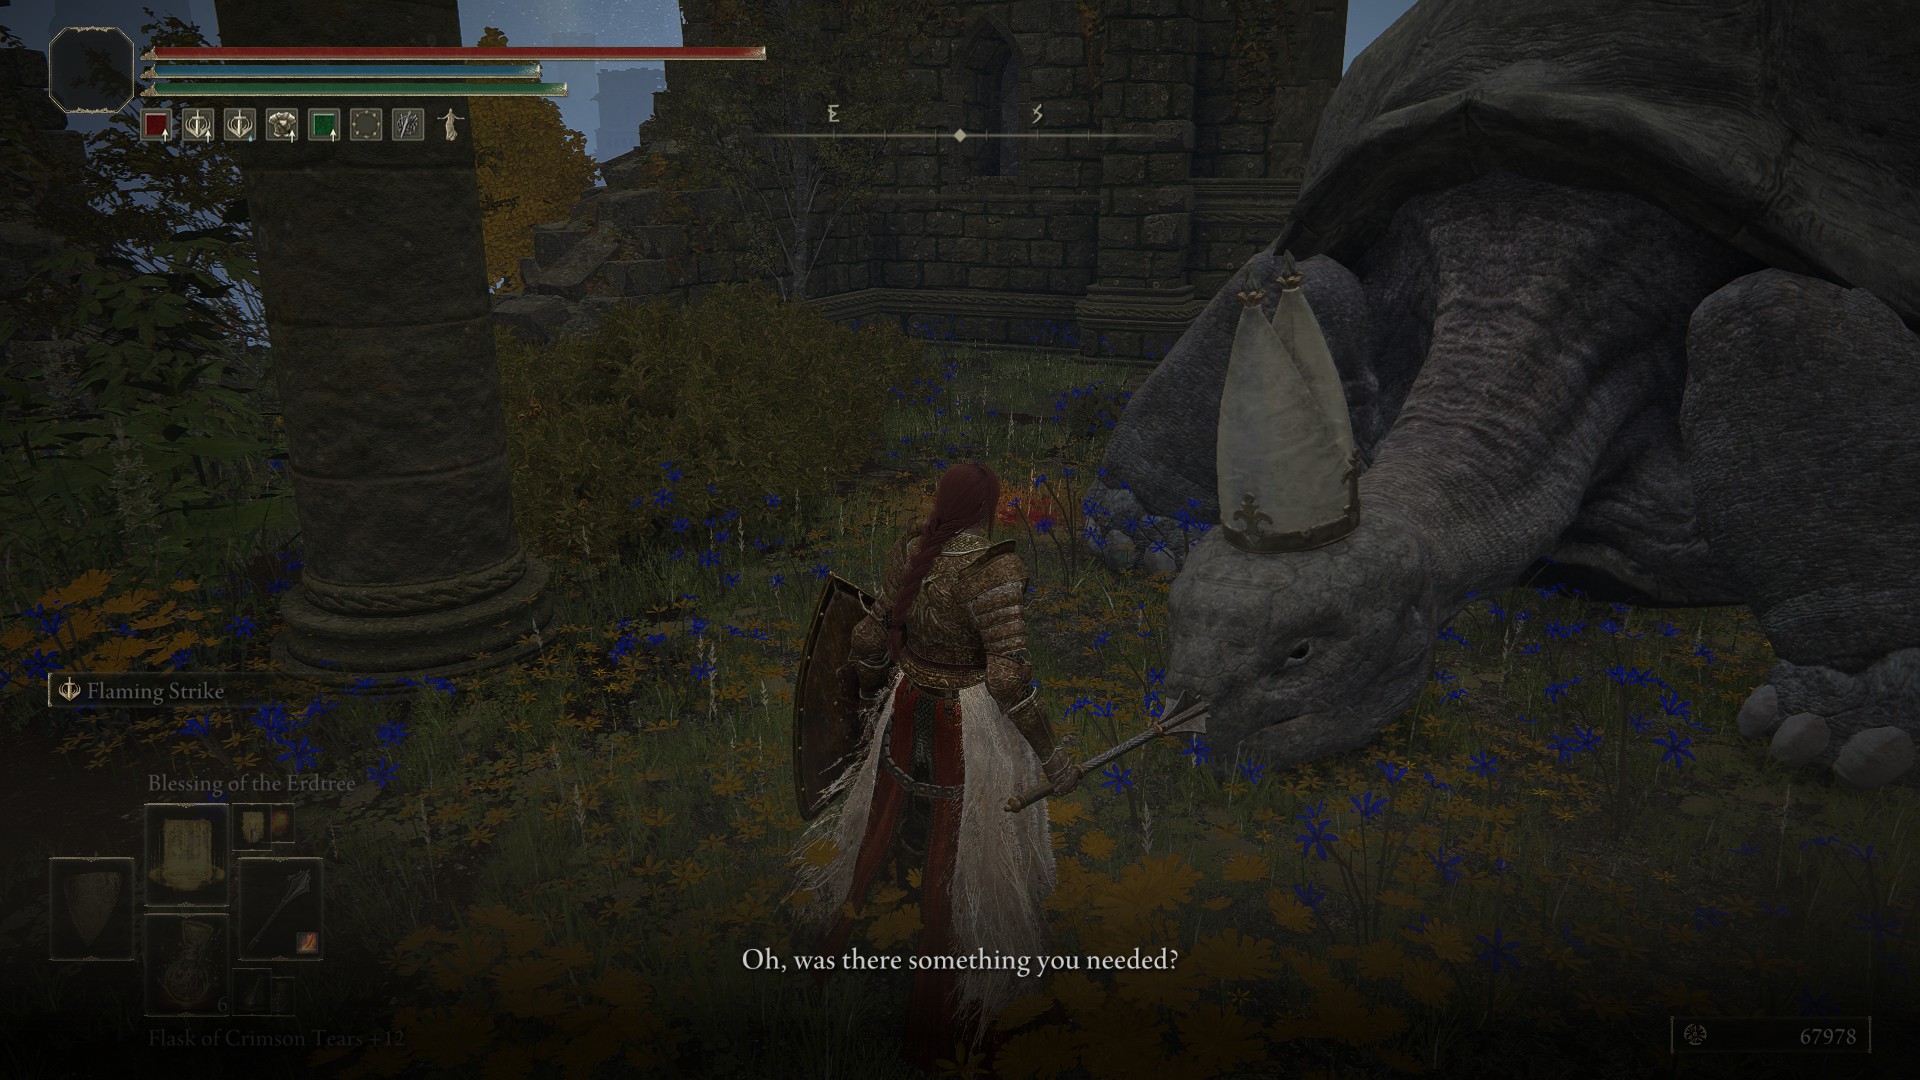 E S
Flaming Strike
Blessing of the Erdtree
6
Flask of Crimson Tears +12
Oh, was there something you needed?
67978